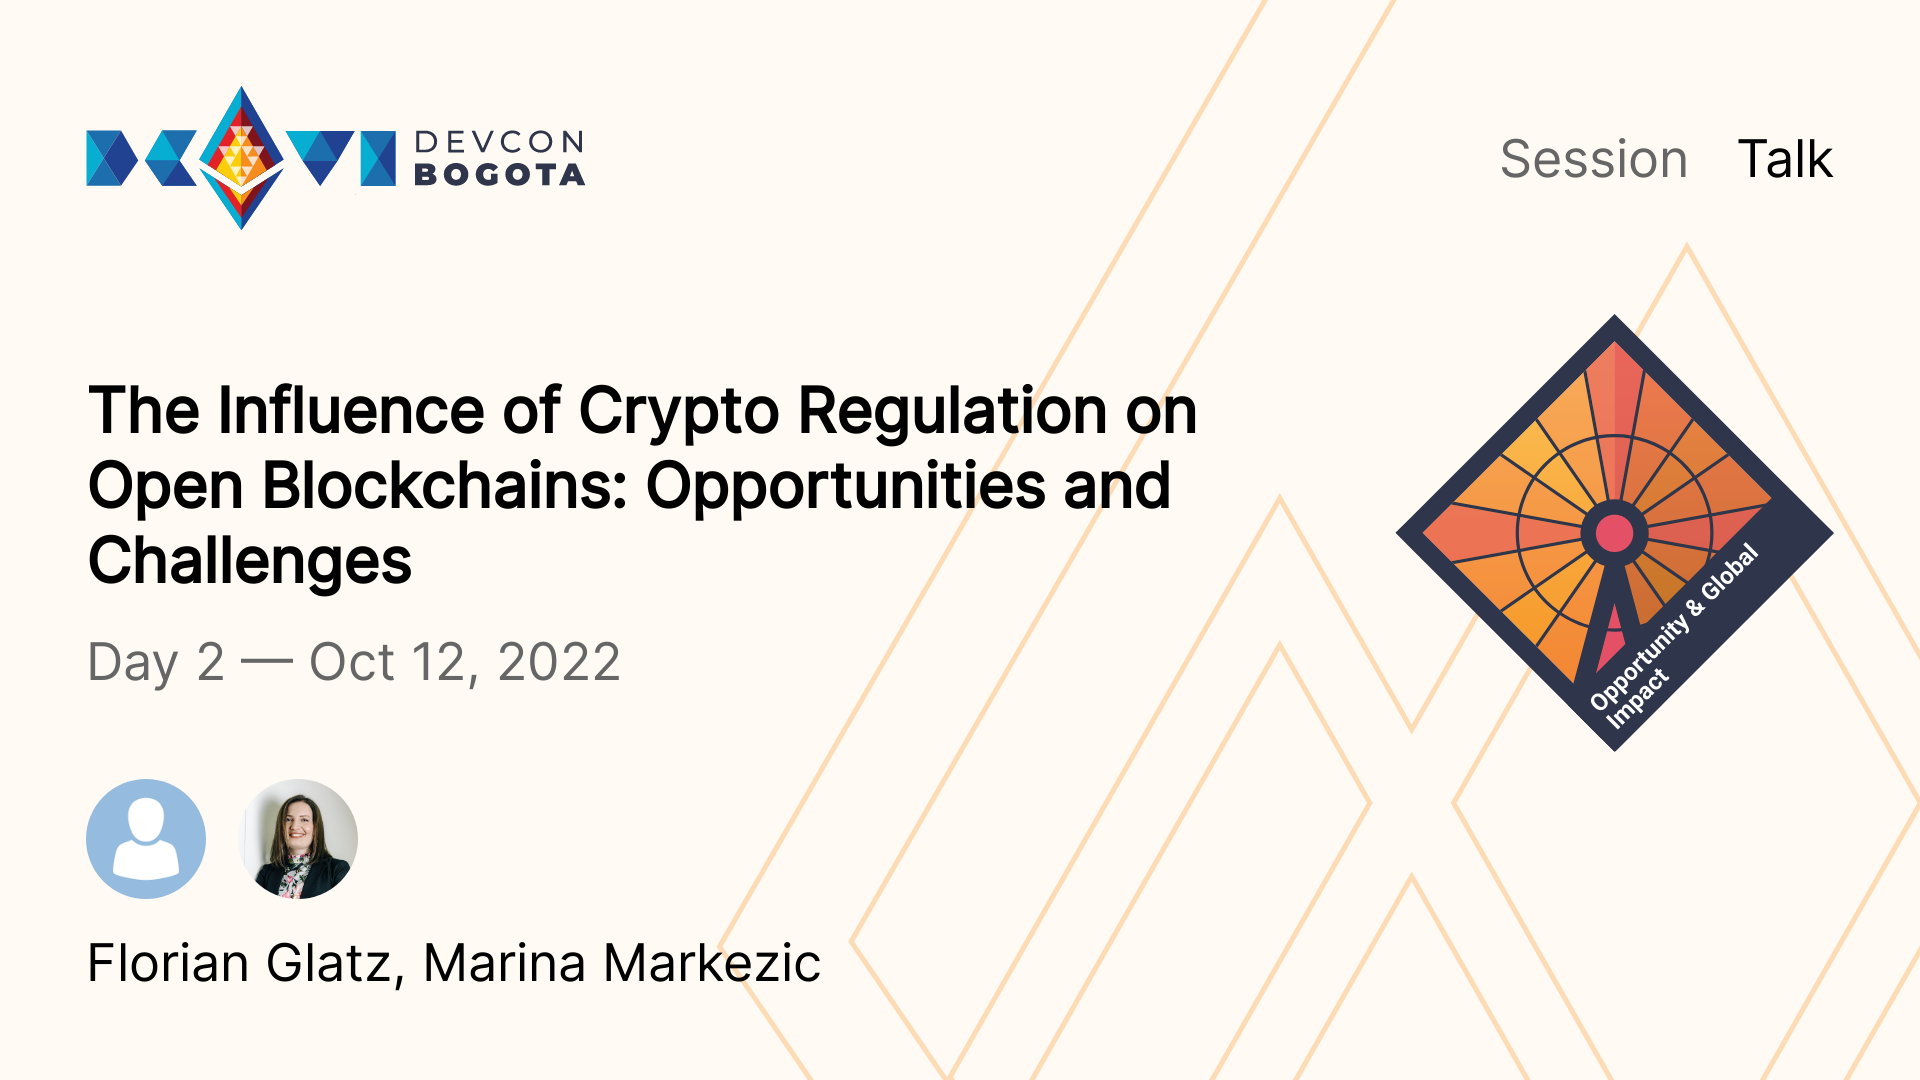 DEVCON
BOGOTA
Session Talk
The Influence of Crypto Regulation on
Open Blockchains: Opportunities and
Challenges
Day 2 — Oct 12, 2022
Opportunity & Global
Impact
Florian Glatz, Marina Markezic